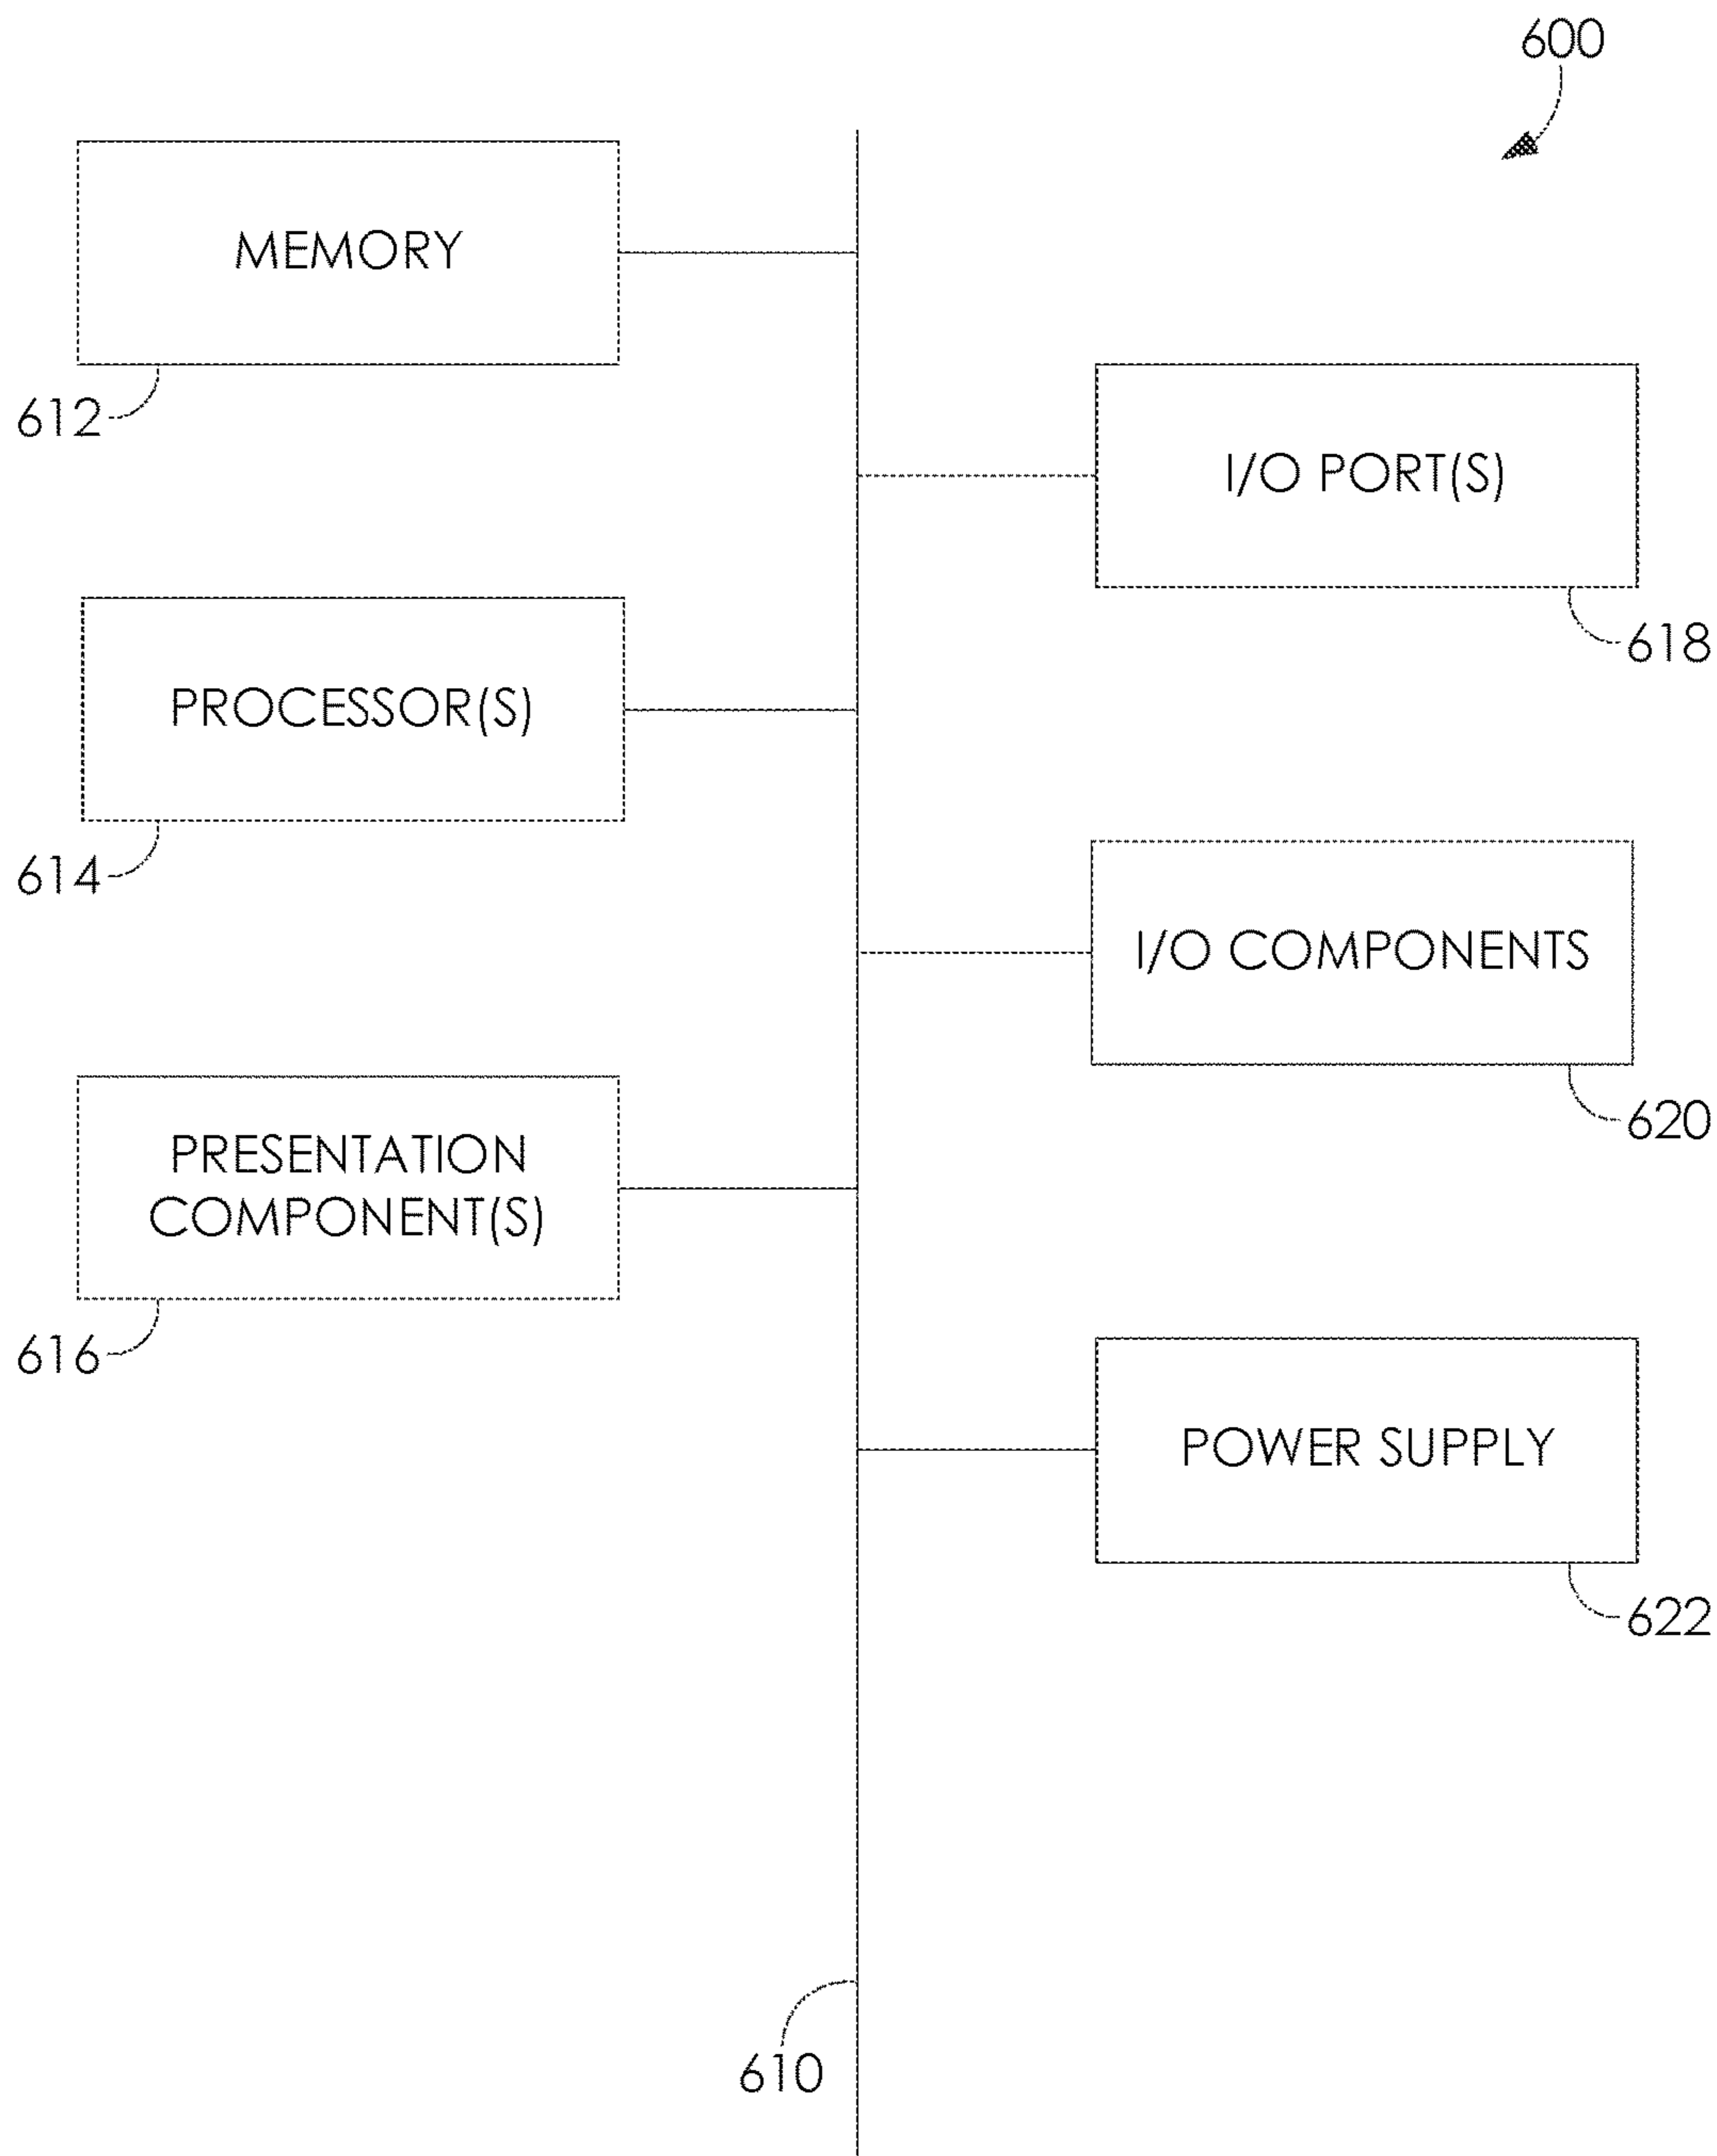 600
MEMORY
612
I/O PORT(S)
618
PROCESSOR(S)
614
I/O COMPONENTS
620
PRESENTATION
COMPONENT(S)
616
POWER SUPPLY
622
610